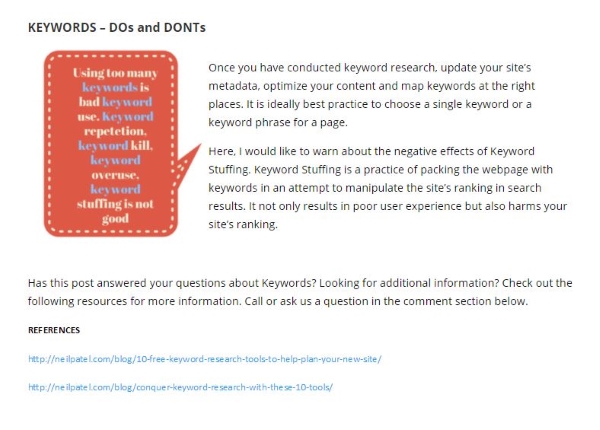 KEYWORDS – DOs and DONTs
Using too many
keywords is
bad keyword
use. Keyword
repetetion,
keyword kill,
keyword
overuse,
keyword
stuffing is not
good
Once you have conducted keyword research, update your site's
metadata, optimize your content and map keywords at the right
places. It is ideally best practice to choose a single keyword or a
keyword phrase for a page.
Here, I would like to warn about the negative effects of Keyword
Stuffing. Keyword Stuffing is a practice of packing the webpage with
keywords in an attempt to manipulate the site's ranking in search
results. It not only results in poor user experience but also harms your
site's ranking.
Has this post answered your questions about Keywords? Looking for additional information? Check out the
following resources for more information. Call or ask us a question in the comment section below.
REFERENCES
http://neilpatel.com/blog/10-free-keyword-research-tools-to-help-plan-your-new-site/
http://neilpatel.com/blog/conquer-keyword-research-with-these-10-tools/